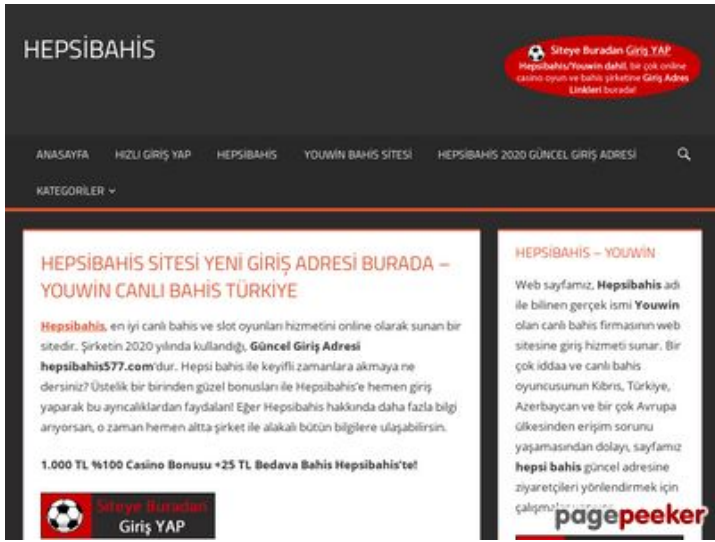 HEPSİBAHİS
Siteye Buradan Giriş YAP
Hepsibahis/Youwin dahil, bir çok online
casino oyun ve bahis şirketine Giriş Adres
Linkleri burada!
ANASAYFA HIZLI GİRİŞ YAP HEPSİBAHİS YOUWİN BAHİS SİTESİ HEPSİBAHİS 2020 GÜNCEL GİRİŞ ADRESİ
KATEGORİLER
HEPSİBAHİS SİTESİ YENİ GİRİŞ ADRESİ BURADA –
YOUWİN CANLI BAHİS TÜRKİYE
Hepsibahis, en iyi canlı bahis ve slot oyunları hizmetini online olarak sunan bir
sitedir. Şirketin 2020 yılında kullandığı, Güncel Giriş Adresi
hepsibahis577.com'dur. Hepsi bahis ile keyifli zamanlara akmaya ne
dersiniz? Üstelik bir birinden güzel bonusları ile Hepsibahis'e hemen giriş
yaparak bu ayrıcalıklardan faydalan! Eğer Hepsibahis hakkında daha fazla bilgi
arıyorsan, o zaman hemen altta şirket ile alakalı bütün bilgilere ulaşabilirsin.
1.000 TL %100 Casino Bonusu +25 TL Bedava Bahis Hepsibahis'te!
Siteye Buradan
Giriş YAP
HEPSİBAHİS – YOUWİN
Web sayfamız, Hepsibahis adı
ile bilinen gerçek ismi Youwin
olan canlı bahis firmasının web
sitesine giriş hizmeti sunar. Bir
çok iddaa ve canlı bahis
oyuncusunun Kıbrıs, Türkiye,
Azerbaycan ve bir çok Avrupa
ülkesinden erişim sorunu
yaşamasından dolayı, sayfamız
hepsi bahis güncel adresine
ziyaretçileri yönlendirmek için
pagepeeker